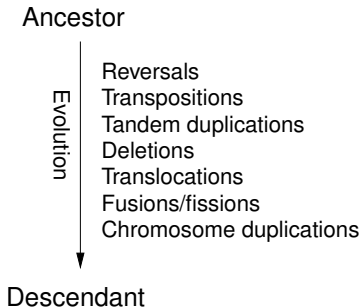 Ancestor
Evolution
Reversals
Transpositions
Tandem duplications
Deletions
Translocations
Fusions/fissions
Chromosome duplications
Descendant